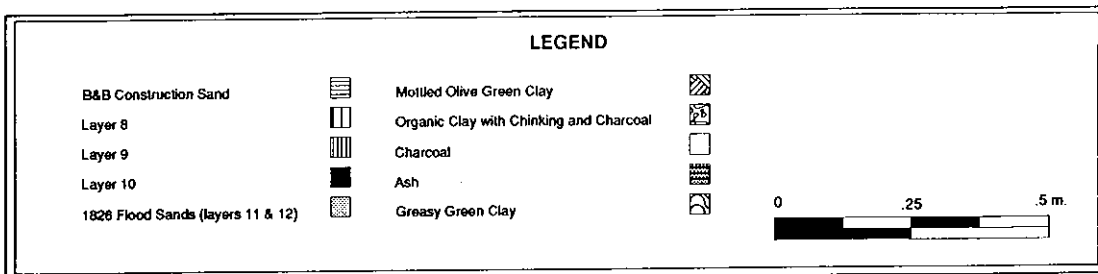 LEGEND
B&B Construction Sand
Layer 8
Layer 9
Layer 10
1826 Flood Sands (layers 11 & 12)
Mottled Olive Green Clay
Organic Clay with Chinking and Charcoal
Charcoal
Ash
Greasy Green Clay
0 .25 .5 m.